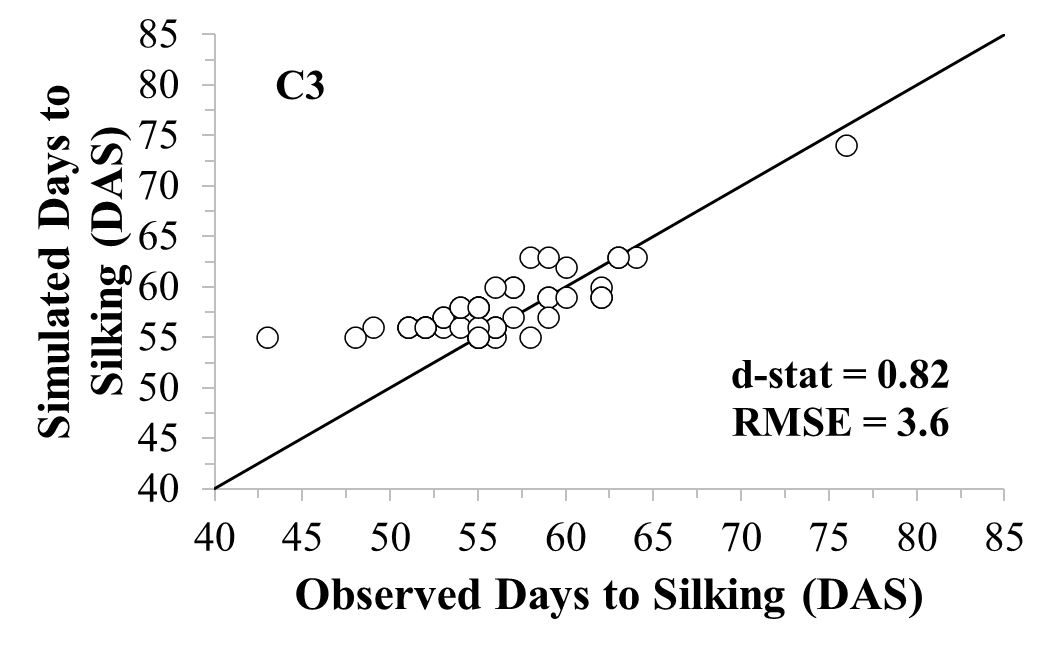 C3
Simulated Days to
Silking (DAS)
85
80
75
70
65
60
55
50
45
40
d-stat = 0.82
RMSE = 3.6
40 45 50 55 60 65 70 75 80 85
Observed Days to Silking (DAS)